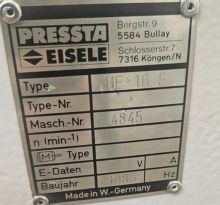 PRESSTA
EISELE
Bergstr. 9
5584 Bullay
Schlosserstr. 7
7316 Köngen/N
Type
Type-Nr.
Masch.-Nr. 4845
n (min⁻¹)
M Type
E-Daten V A
Baujahr Hz
Made in W.-Germany